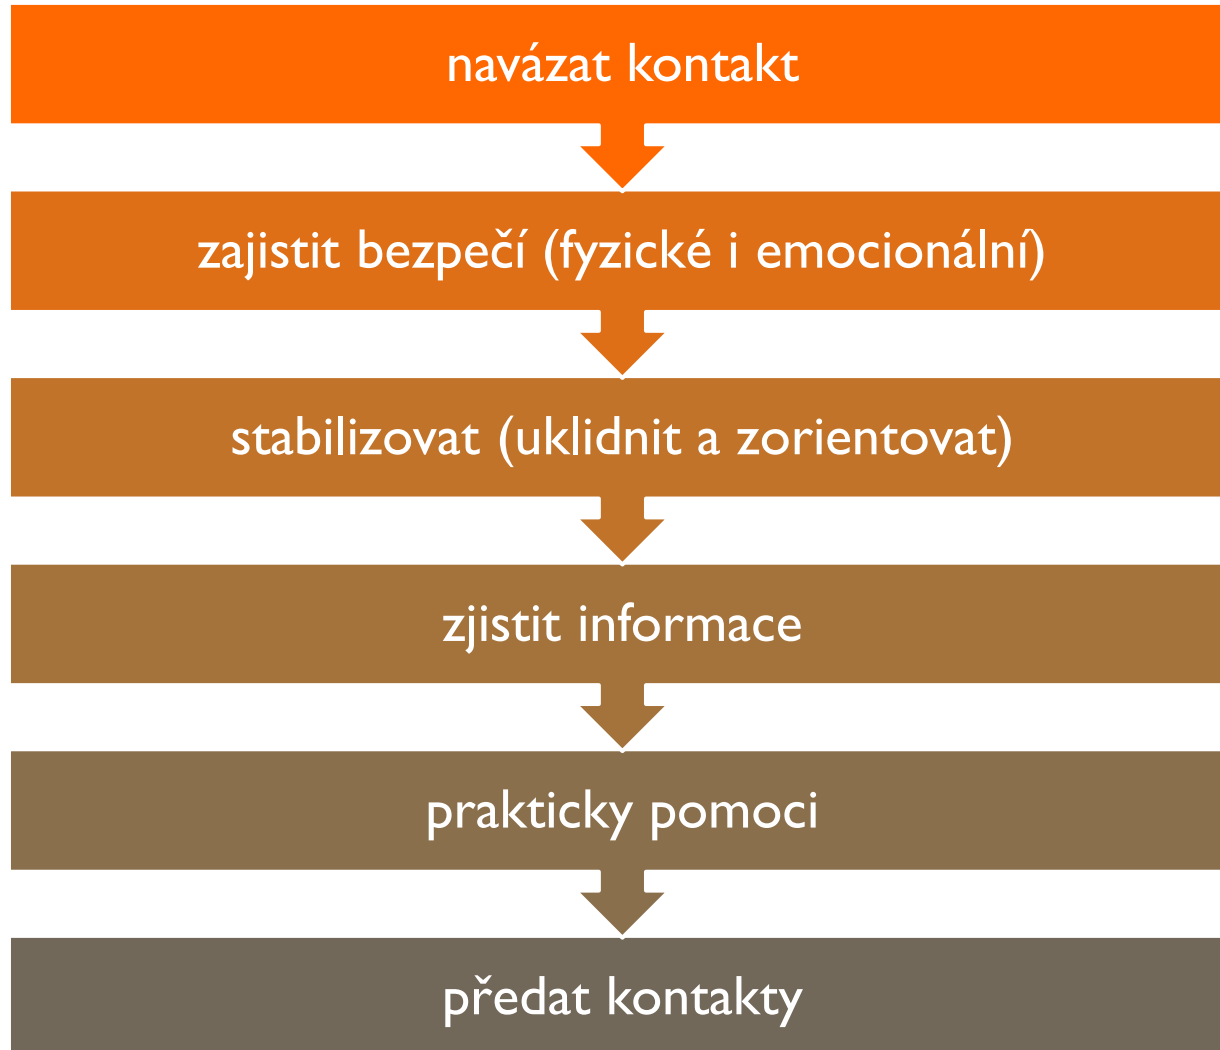 navázat kontakt
zajistit bezpečí (fyzické i emocionální)
stabilizovat (uklidnit a zorientovat)
zjistit informace
prakticky pomoci
předat kontakty